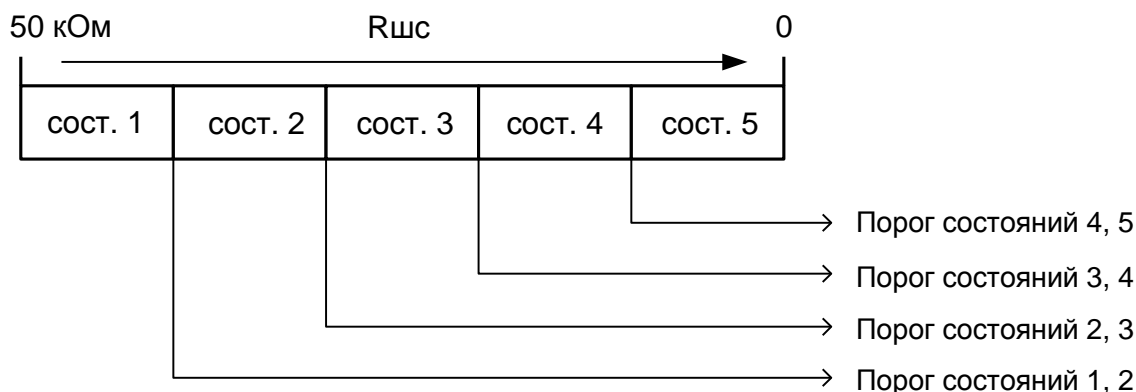 50 кОм Rшс 0
сост. 1 сост. 2 сост. 3 сост. 4 сост. 5
Порог состояний 4, 5
Порог состояний 3, 4
Порог состояний 2, 3
Порог состояний 1, 2